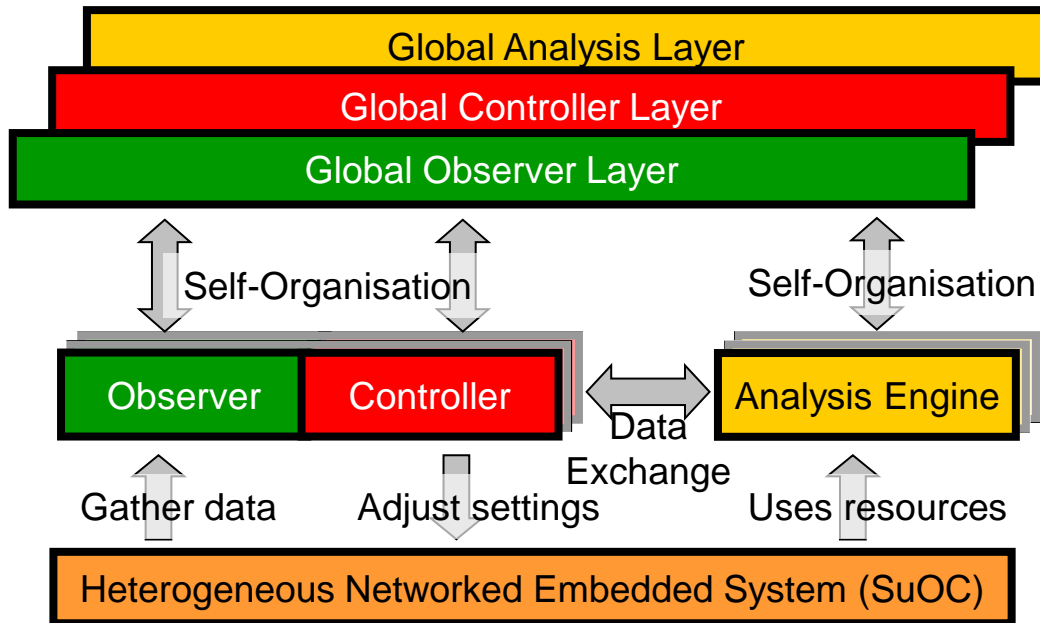 Global Analysis Layer
Global Controller Layer
Global Observer Layer
Self-Organisation
Self-Organisation
Observer
Controller
Analysis Engine
Data
Exchange
Gather data
Adjust settings
Uses resources
Heterogeneous Networked Embedded System (SuOC)